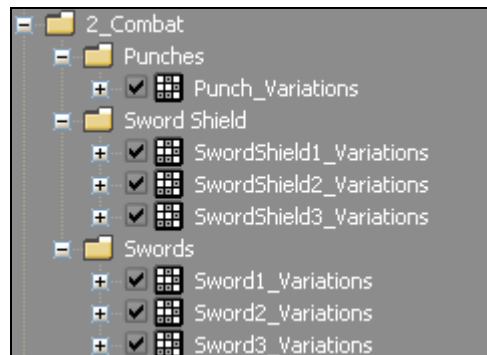 2_Combat
Punches
Punch_Variations
Sword Shield
SwordShield1_Variations
SwordShield2_Variations
SwordShield3_Variations
Swords
Sword1_Variations
Sword2_Variations
Sword3_Variations